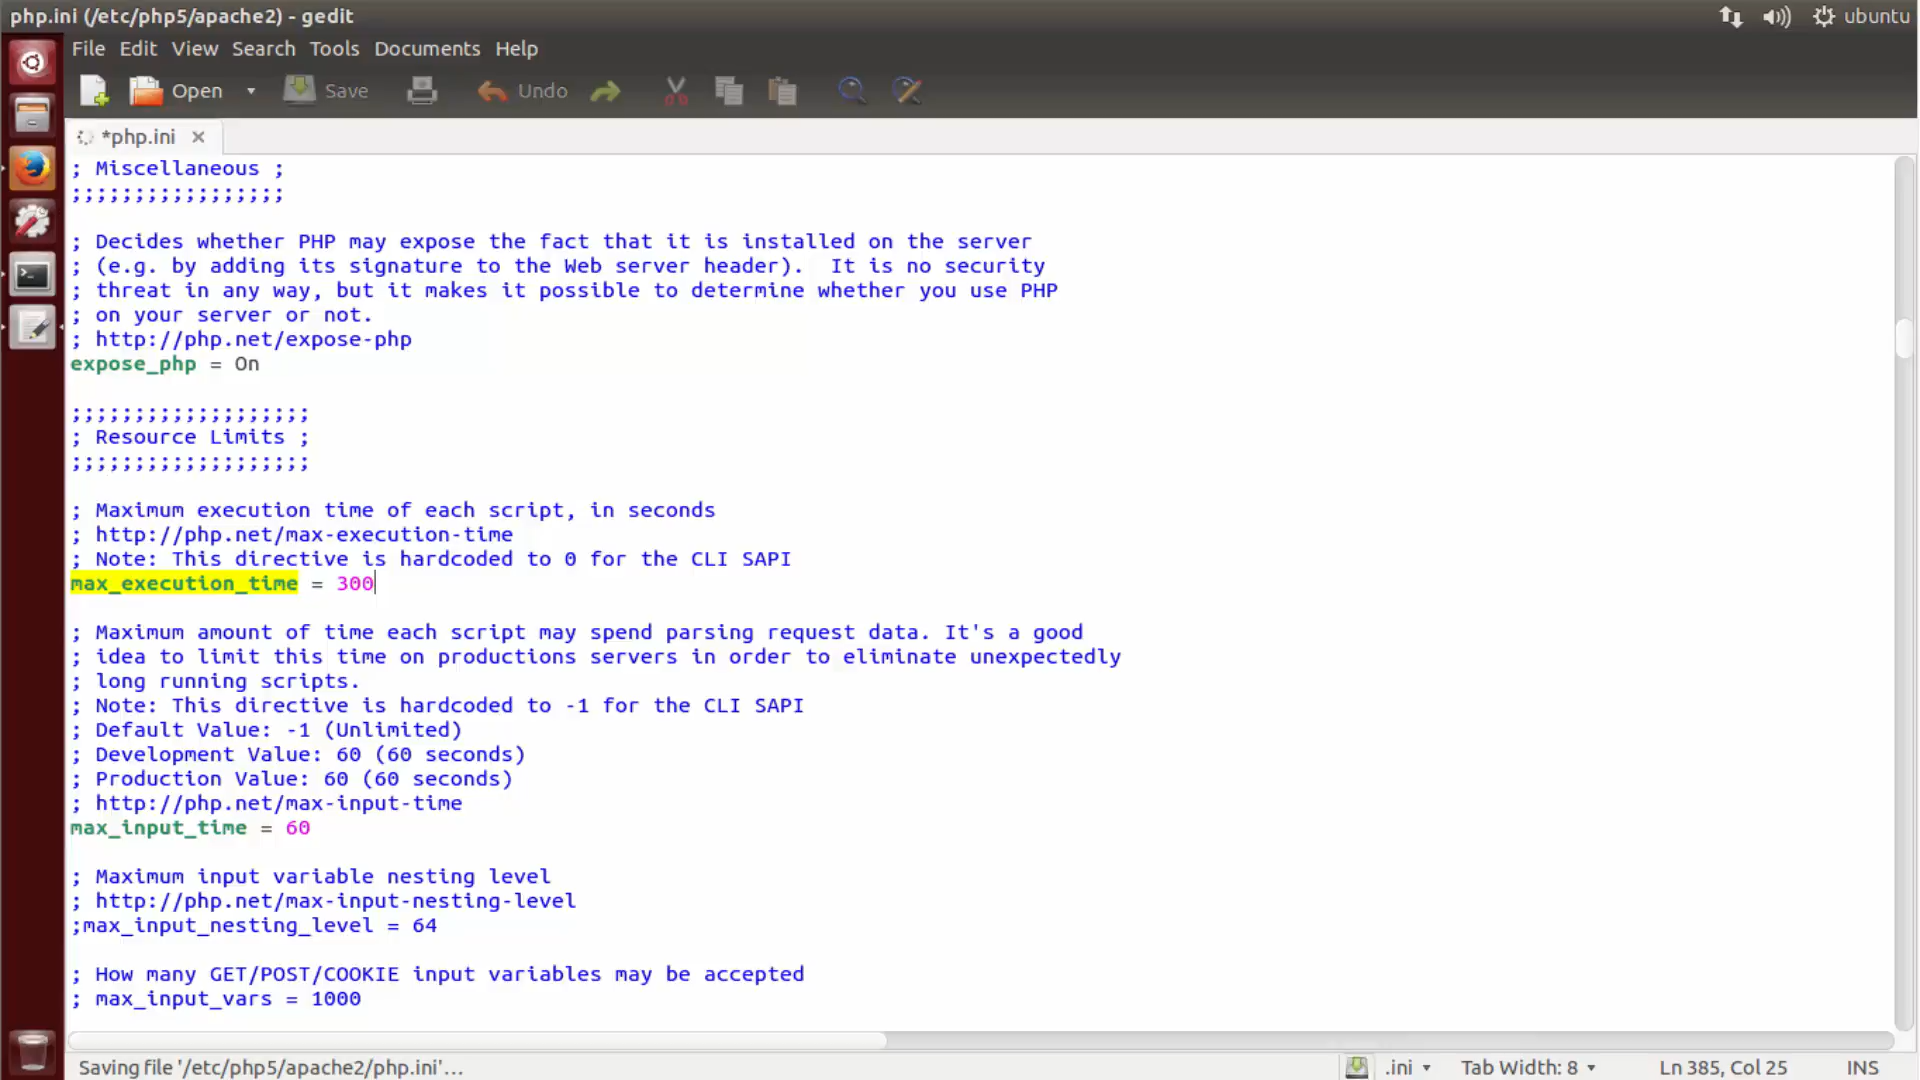 php.ini (/etc/php5/apache2) - gedit
ubuntu
File Edit View Search Tools Documents Help
Open Save Undo
*php.ini
; Miscellaneous ;
;;;;;;;;;;;;;;;;;
; Decides whether PHP may expose the fact that it is installed on the server
; (e.g. by adding its signature to the Web server header).  It is no security
; threat in any way, but it makes it possible to determine whether you use PHP
; on your server or not.
; http://php.net/expose-php
expose_php = On
;;;;;;;;;;;;;;;;;;;
; Resource Limits ;
;;;;;;;;;;;;;;;;;;;
; Maximum execution time of each script, in seconds
; http://php.net/max-execution-time
; Note: This directive is hardcoded to 0 for the CLI SAPI
max_execution_time = 300
; Maximum amount of time each script may spend parsing request data. It's a good
; idea to limit this time on productions servers in order to eliminate unexpectedly
; long running scripts.
; Note: This directive is hardcoded to -1 for the CLI SAPI
; Default Value: -1 (Unlimited)
; Development Value: 60 (60 seconds)
; Production Value: 60 (60 seconds)
; http://php.net/max-input-time
max_input_time = 60
; Maximum input variable nesting level
; http://php.net/max-input-nesting-level
;max_input_nesting_level = 64
; How many GET/POST/COOKIE input variables may be accepted
; max_input_vars = 1000
Saving file '/etc/php5/apache2/php.ini'...
.ini
Tab Width: 8
Ln 385, Col 25
INS